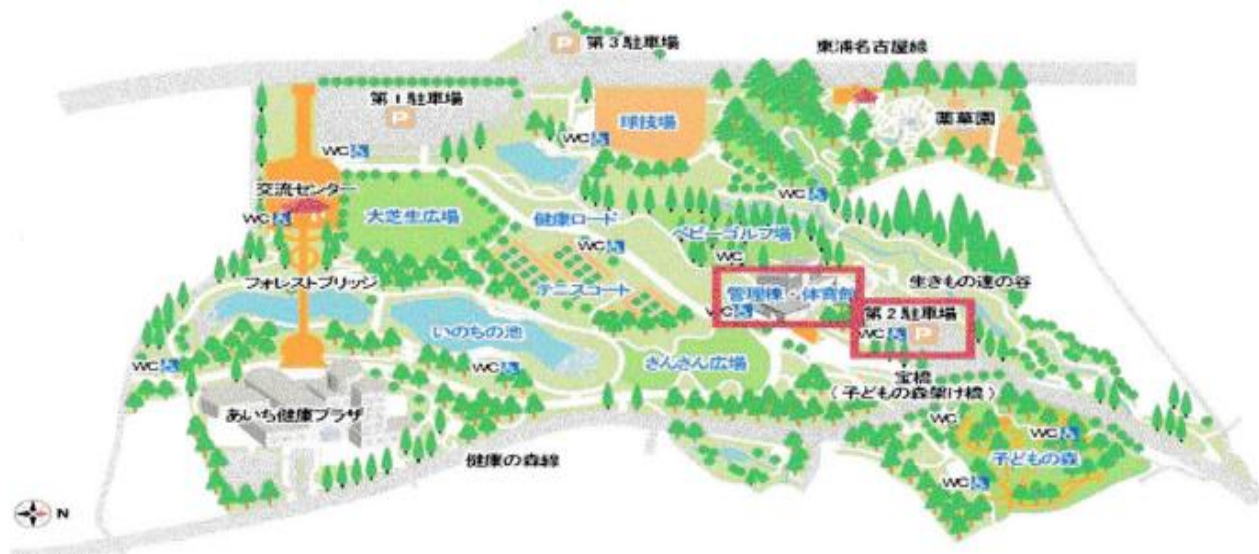 P 第3駐車場
東浦名古屋線
第1駐車場
P
球技場
薬草園
WC
WC
交流センター
WC
大芝生広場
健康ロード
WC
ベビーゴルフ場
WC
WC
フォレストブリッジ
テニスコート
管理棟・体育館
生きもの達の谷
WC
第2駐車場
WC P
いのちの池
WC
WC
さんさん広場
宝橋
(子どもの森架け橋)
あいち健康プラザ
WC
WC
健康の森線
子どもの森
WC
N